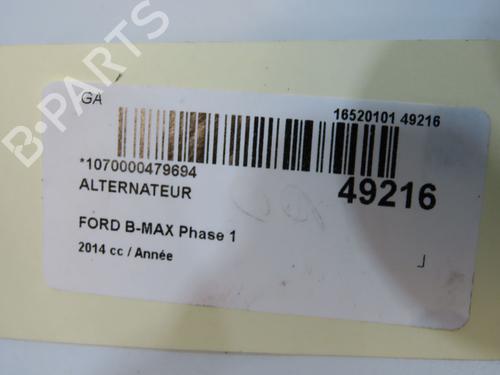 B-PARTS
GA
16520101 49216
*1070000479694
ALTERNATEUR
49216
FORD B-MAX Phase 1
2014 cc / Année
J